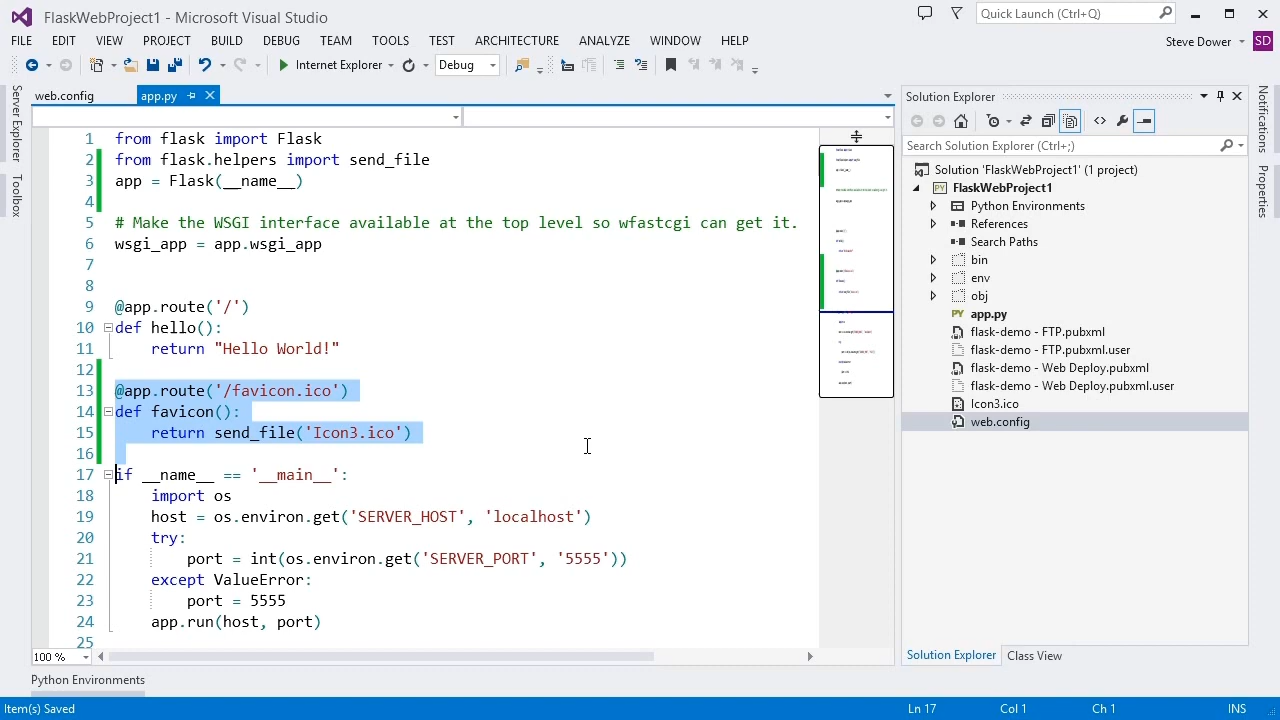 FlaskWebProject1 - Microsoft Visual Studio
Quick Launch (Ctrl+Q)
FILE EDIT VIEW PROJECT BUILD DEBUG TEAM TOOLS TEST ARCHITECTURE ANALYZE WINDOW HELP
Steve Dower SD
Internet Explorer Debug
Server Explorer
Toolbox
web.config app.py
1 from flask import Flask
2 from flask.helpers import send_file
3 app = Flask(__name__)
4
5 # Make the WSGI interface available at the top level so wfastcgi can get it.
6 wsgi_app = app.wsgi_app
7
8
9 @app.route('/')
10 def hello():
11 return "Hello World!"
12
13 @app.route('/favicon.ico')
14 def favicon():
15 return send_file('Icon3.ico')
16
17 if __name__ == '__main__':
18 import os
19 host = os.environ.get('SERVER_HOST', 'localhost')
20 try:
21 port = int(os.environ.get('SERVER_PORT', '5555'))
22 except ValueError:
23 port = 5555
24 app.run(host, port)
25
100 %
Python Environments
Solution Explorer
Search Solution Explorer (Ctrl+;)
Solution 'FlaskWebProject1' (1 project)
PY FlaskWebProject1
Python Environments
References
Search Paths
bin
env
obj
PY app.py
flask-demo - FTP.pubxml
flask-demo - FTP.pubxml.user
flask-demo - Web Deploy.pubxml
flask-demo - Web Deploy.pubxml.user
Icon3.ico
web.config
Solution Explorer Class View
Notifications
Properties
Item(s) Saved Ln 17 Col 1 Ch 1 INS